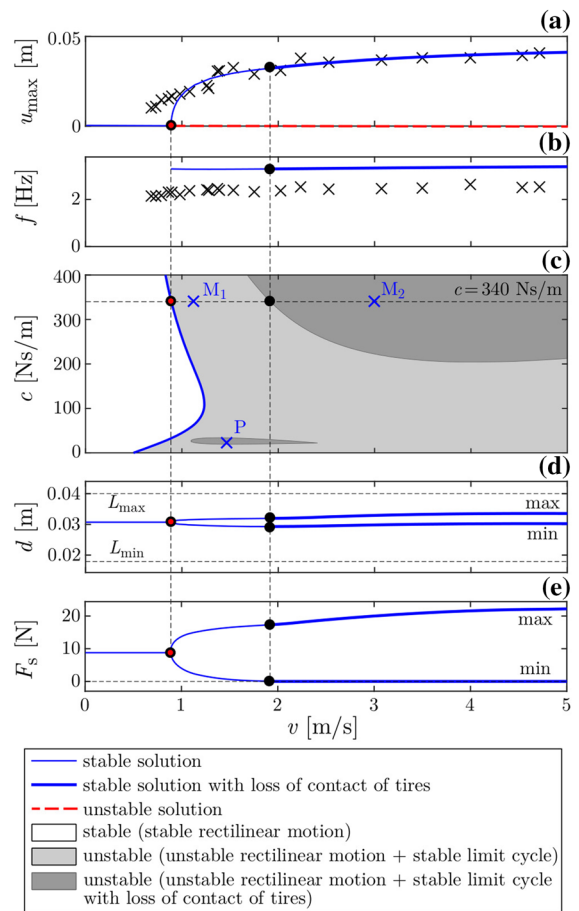 (a)
0.05
0
u_max [m]
(b)
2
0
f [Hz]
(c)
400
300
200
100
0
c [Ns/m]
M₁
M₂
c = 340 Ns/m
P
(d)
0.04
0.03
0.02
d [m]
L_max
L_min
max
min
(e)
20
10
0
F_s [N]
max
min
0 1 2 3 4 5
v [m/s]
stable solution
stable solution with loss of contact of tires
unstable solution
stable (stable rectilinear motion)
unstable (unstable rectilinear motion + stable limit cycle)
unstable (unstable rectilinear motion + stable limit cycle
with loss of contact of tires)